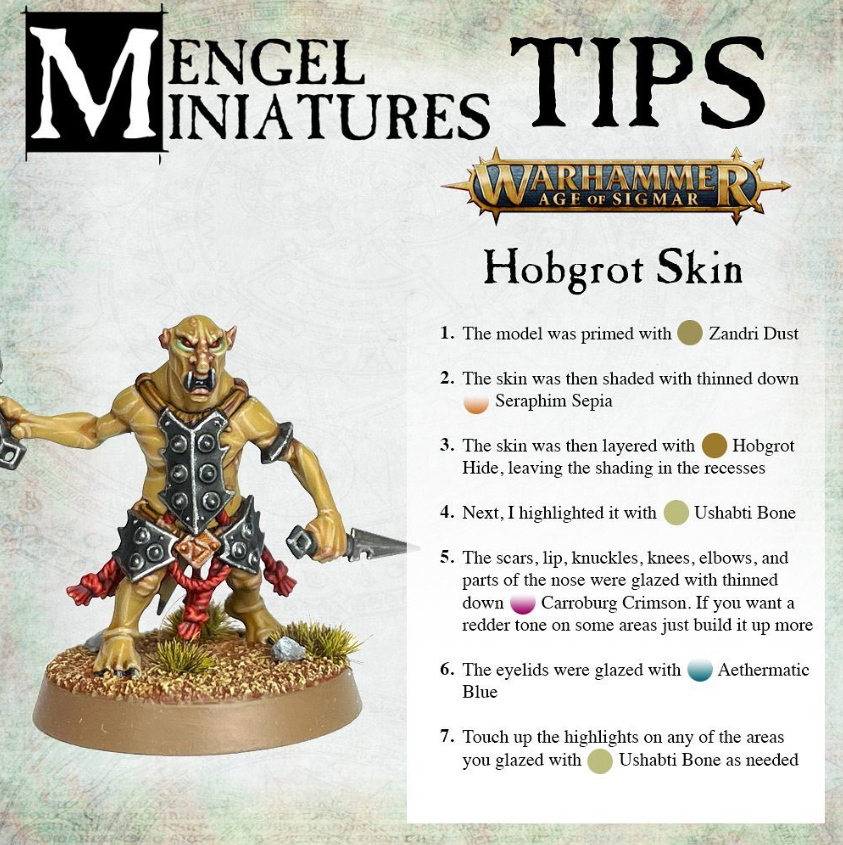 MENGEL
MINIATURES
TIPS
WARHAMMER
AGE OF SIGMAR
Hobgrot Skin
1. The model was primed with Zandri Dust
2. The skin was then shaded with thinned down
Seraphim Sepia
3. The skin was then layered with Hobgrot
Hide, leaving the shading in the recesses
4. Next, I highlighted it with Ushabti Bone
5. The scars, lip, knuckles, knees, elbows, and
parts of the nose were glazed with thinned
down Carroburg Crimson. If you want a
redder tone on some areas just build it up more
6. The eyelids were glazed with Aethermatic
Blue
7. Touch up the highlights on any of the areas
you glazed with Ushabti Bone as needed